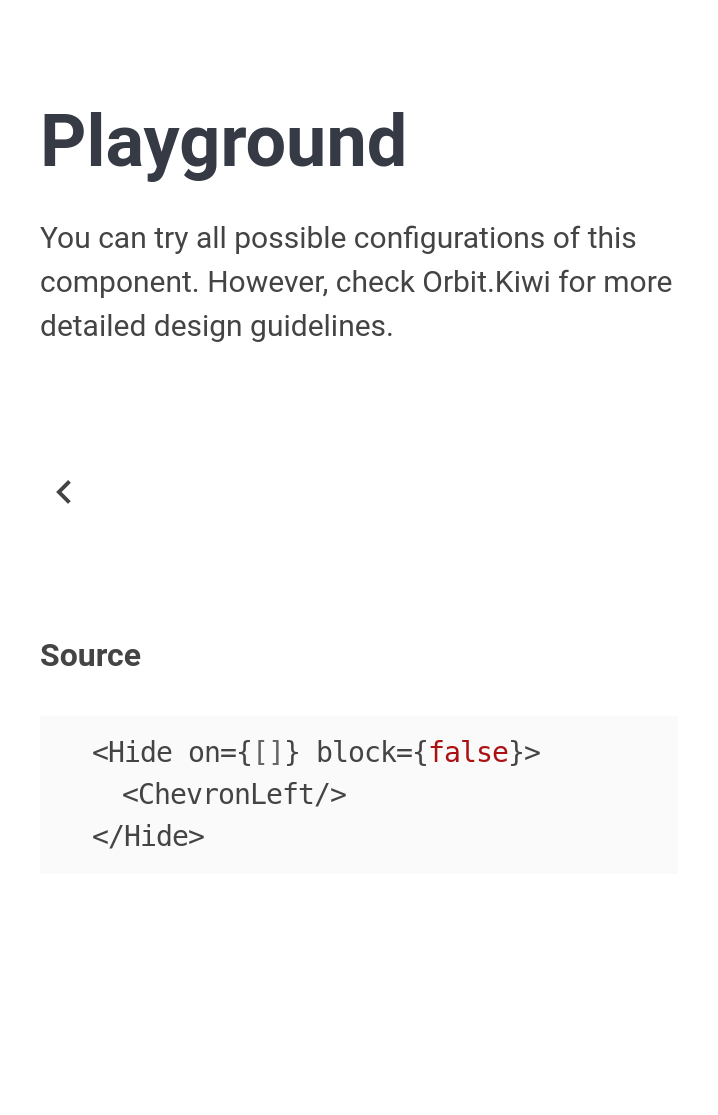 Playground
You can try all possible configurations of this
component. However, check Orbit.Kiwi for more
detailed design guidelines.
Source
<Hide on={[]} block={false}>
  <ChevronLeft/>
</Hide>